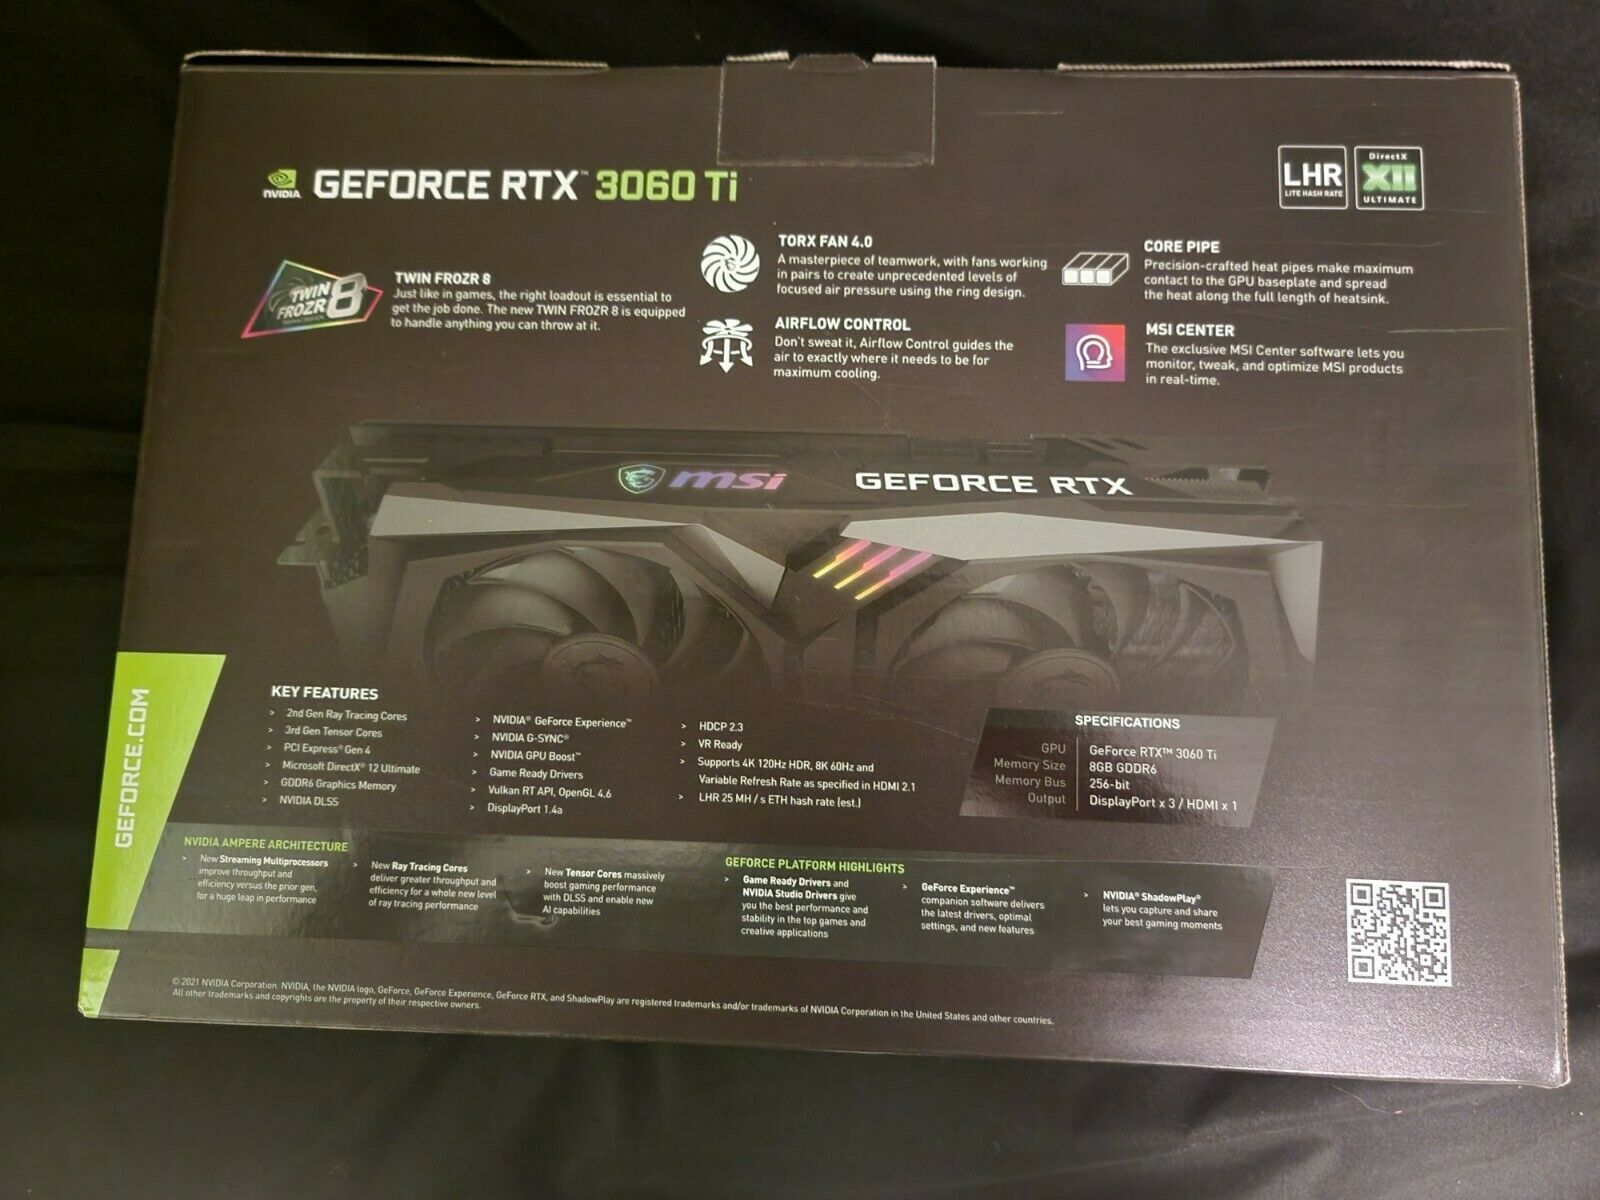 NVIDIA
GEFORCE RTX™ 3060 Ti
LHR
LITE HASH RATE
DirectX
XII
ULTIMATE
TWIN
FROZR
8
TWIN FROZR 8
Just like in games, the right loadout is essential to
get the job done. The new TWIN FROZR 8 is equipped
to handle anything you can throw at it.
TORX FAN 4.0
A masterpiece of teamwork, with fans working
in pairs to create unprecedented levels of
focused air pressure using the ring design.
AIRFLOW CONTROL
Don't sweat it, Airflow Control guides the
air to exactly where it needs to be for
maximum cooling.
CORE PIPE
Precision-crafted heat pipes make maximum
contact to the GPU baseplate and spread
the heat along the full length of heatsink.
MSI CENTER
The exclusive MSI Center software lets you
monitor, tweak, and optimize MSI products
in real-time.
msi
GEFORCE RTX
GEFORCE.COM
KEY FEATURES
> 2nd Gen Ray Tracing Cores
> 3rd Gen Tensor Cores
> PCI Express® Gen 4
> Microsoft DirectX® 12 Ultimate
> GDDR6 Graphics Memory
> NVIDIA DLSS
> NVIDIA® GeForce Experience™
> NVIDIA G-SYNC®
> NVIDIA GPU Boost™
> Game Ready Drivers
> Vulkan RT API, OpenGL 4.6
> DisplayPort 1.4a
> HDCP 2.3
> VR Ready
> Supports 4K 120Hz HDR, 8K 60Hz and
Variable Refresh Rate as specified in HDMI 2.1
> LHR 25 MH / s ETH hash rate (est.)
SPECIFICATIONS
GPU GeForce RTX™ 3060 Ti
Memory Size 8GB GDDR6
Memory Bus 256-bit
Output DisplayPort x 3 / HDMI x 1
NVIDIA AMPERE ARCHITECTURE
> New Streaming Multiprocessors
improve throughput and
efficiency versus the prior gen,
for a huge leap in performance
> New Ray Tracing Cores
deliver greater throughput and
efficiency for a whole new level
of ray tracing performance
> New Tensor Cores massively
boost gaming performance
with DLSS and enable new
AI capabilities
GEFORCE PLATFORM HIGHLIGHTS
> Game Ready Drivers and
NVIDIA Studio Drivers give
you the best performance and
stability in the top games and
creative applications
> GeForce Experience™
companion software delivers
the latest drivers, optimal
settings, and new features
> NVIDIA® ShadowPlay®
lets you capture and share
your best gaming moments
© 2021 NVIDIA Corporation. NVIDIA, the NVIDIA logo, GeForce, GeForce Experience, GeForce RTX, and ShadowPlay are registered trademarks and/or trademarks of NVIDIA Corporation in the United States and other countries.
All other trademarks and copyrights are the property of their respective owners.